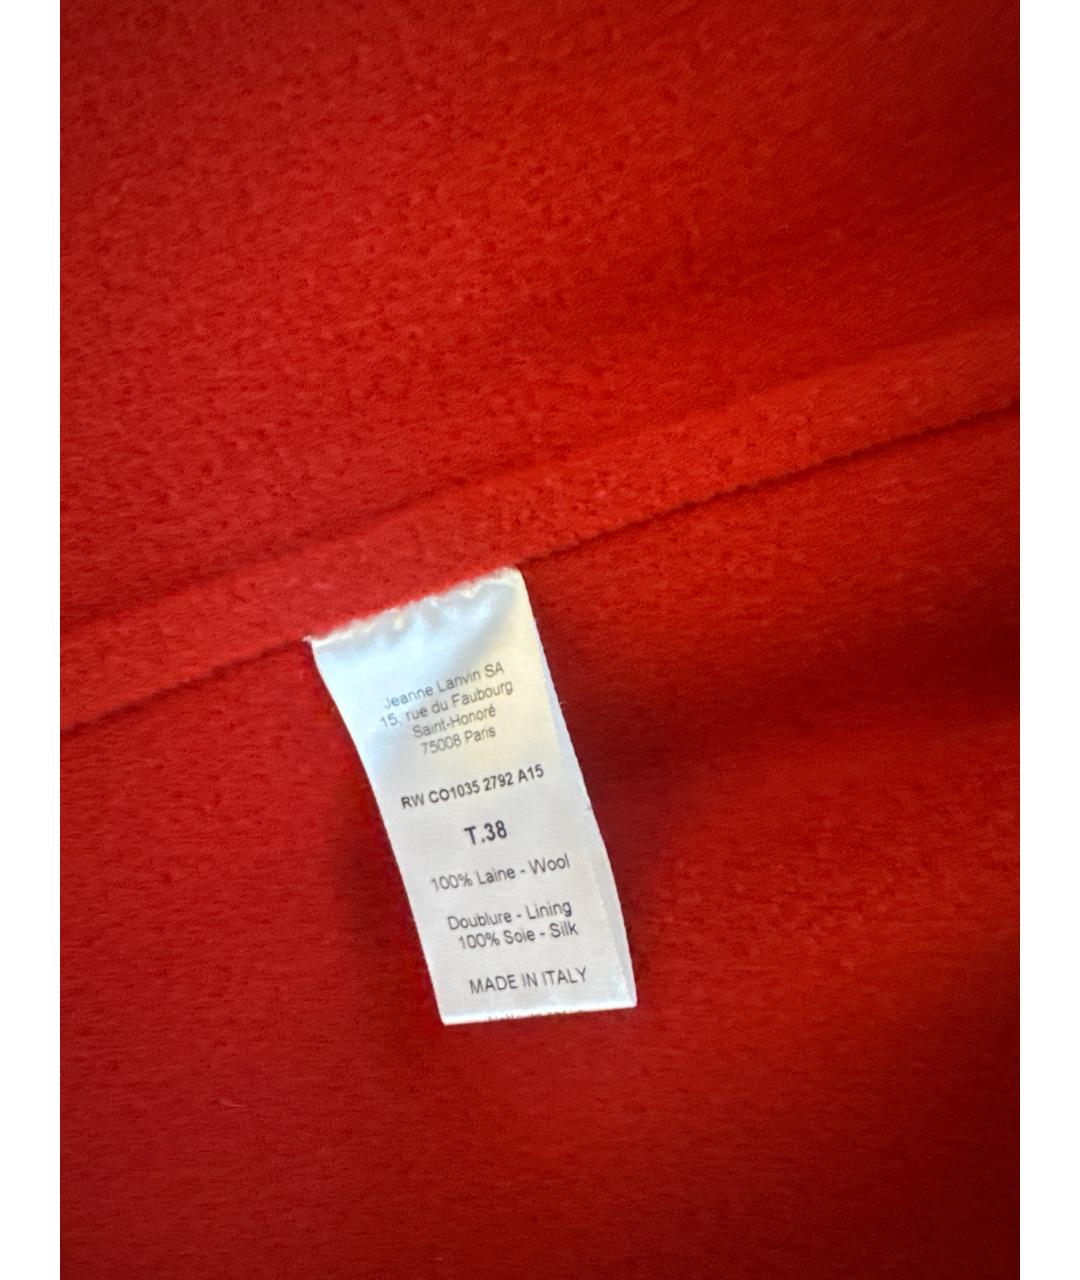 Jeanne Lanvin SA
15, rue du Faubourg
Saint-Honoré
75008 Paris
RW CO1035 2792 A15
T.38
100% Laine - Wool
Doublure - Lining
100% Soie - Silk
MADE IN ITALY